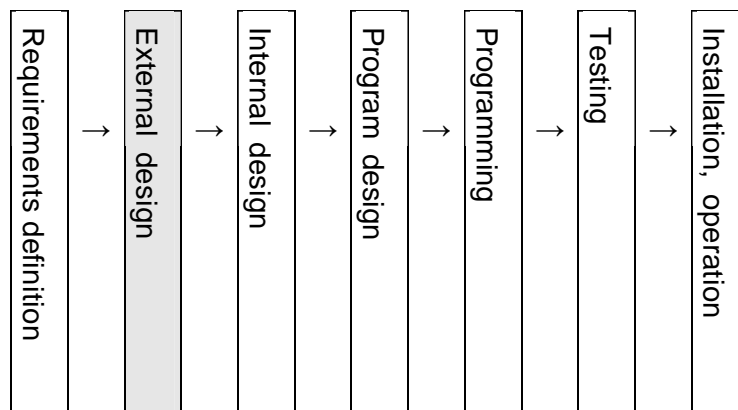 Requirements definition
→
External design
→
Internal design
→
Program design
→
Programming
→
Testing
→
Installation, operation